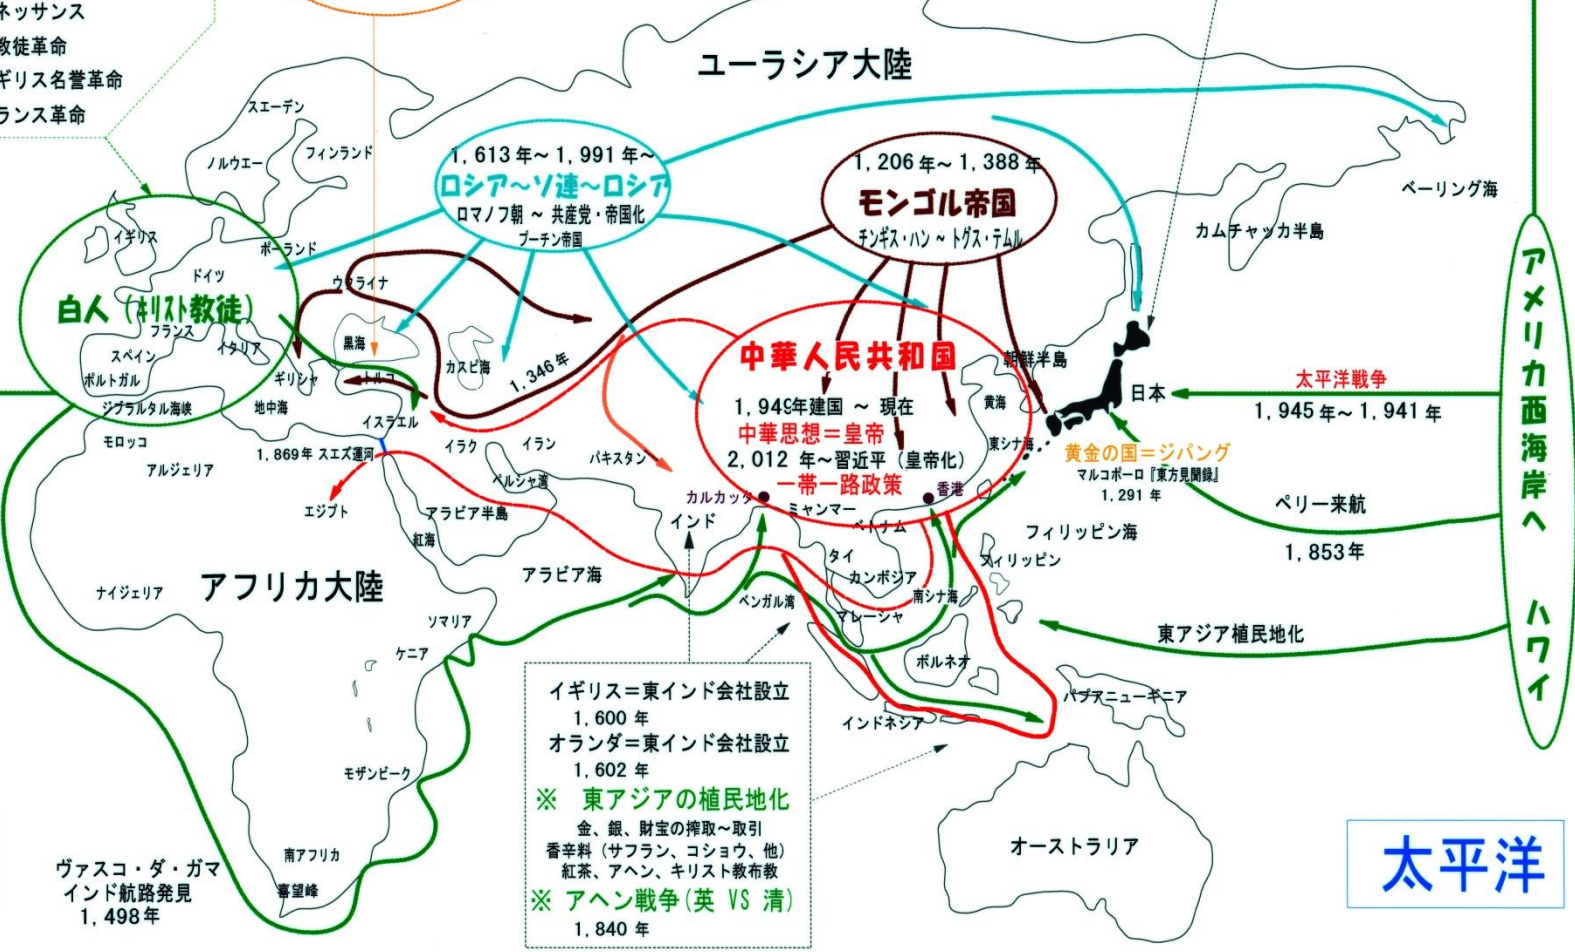 ネッサンス
教徒革命
ギリス名誉革命
ランス革命
ユーラシア大陸
スエーデン
ノルウエー
フィンランド
1,613年～1,991年～
ロシア～ソ連～ロシア
ロマノフ朝 ～ 共産党・帝国化
プーチン帝国
1,206年～1,388年
モンゴル帝国
チンギス・ハン ～ トグス・テムル
ベーリング海
カムチャッカ半島
イギリス
ポーランド
ドイツ
白人（キリスト教徒）
フランス
スペイン
イタリア
ポルトガル
ギリシャ
ジブラルタル海峡
地中海
ウクライナ
黒海
トルコ
カスピ海
1,346年
イスラエル
モロッコ
アルジェリア
1,869年 スエズ運河
イラク
イラン
パキスタン
ペルシャ湾
エジプト
アラビア半島
紅海
中華人民共和国
1,949年建国 ～ 現在
中華思想＝皇帝
2,012 年～習近平（皇帝化）
一帯一路政策
朝鮮半島
黄海
東シナ海
日本
太平洋戦争
1,945年～1,941年
黄金の国＝ジパング
マルコポーロ『東方見聞録』
1,291 年
ペリー来航
1,853年
アメリカ西海岸へ ハワイ
カルカッタ
香港
インド
ミャンマー
ベトナム
タイ
カンボジア
フィリピン海
フィリッピン
南シナ海
マレーシャ
ベンガル湾
アラビア海
アフリカ大陸
ナイジェリア
ソマリア
ケニア
東アジア植民地化
ボルネオ
パプアニューギニア
インドネシア
イギリス＝東インド会社設立
1,600 年
オランダ＝東インド会社設立
1,602 年
※ 東アジアの植民地化
金、銀、財宝の搾取～取引
香辛料（サフラン、コショウ、他）
紅茶、アヘン、キリスト教布教
※ アヘン戦争(英 VS 清)
1,840 年
モザンビーク
南アフリカ
喜望峰
ヴァスコ・ダ・ガマ
インド航路発見
1,498年
オーストラリア
太平洋